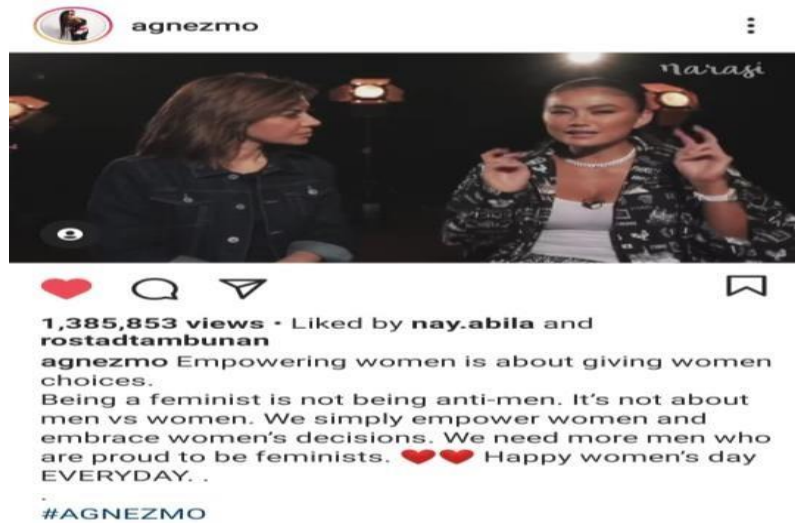 agnezmo
narasi
1,385,853 views • Liked by nay.abila and
rostadtambunan
agnezmo Empowering women is about giving women
choices.
Being a feminist is not being anti-men. It's not about
men vs women. We simply empower women and
embrace women's decisions. We need more men who
are proud to be feminists. ❤️❤️ Happy women's day
EVERYDAY. .
.
#AGNEZMO